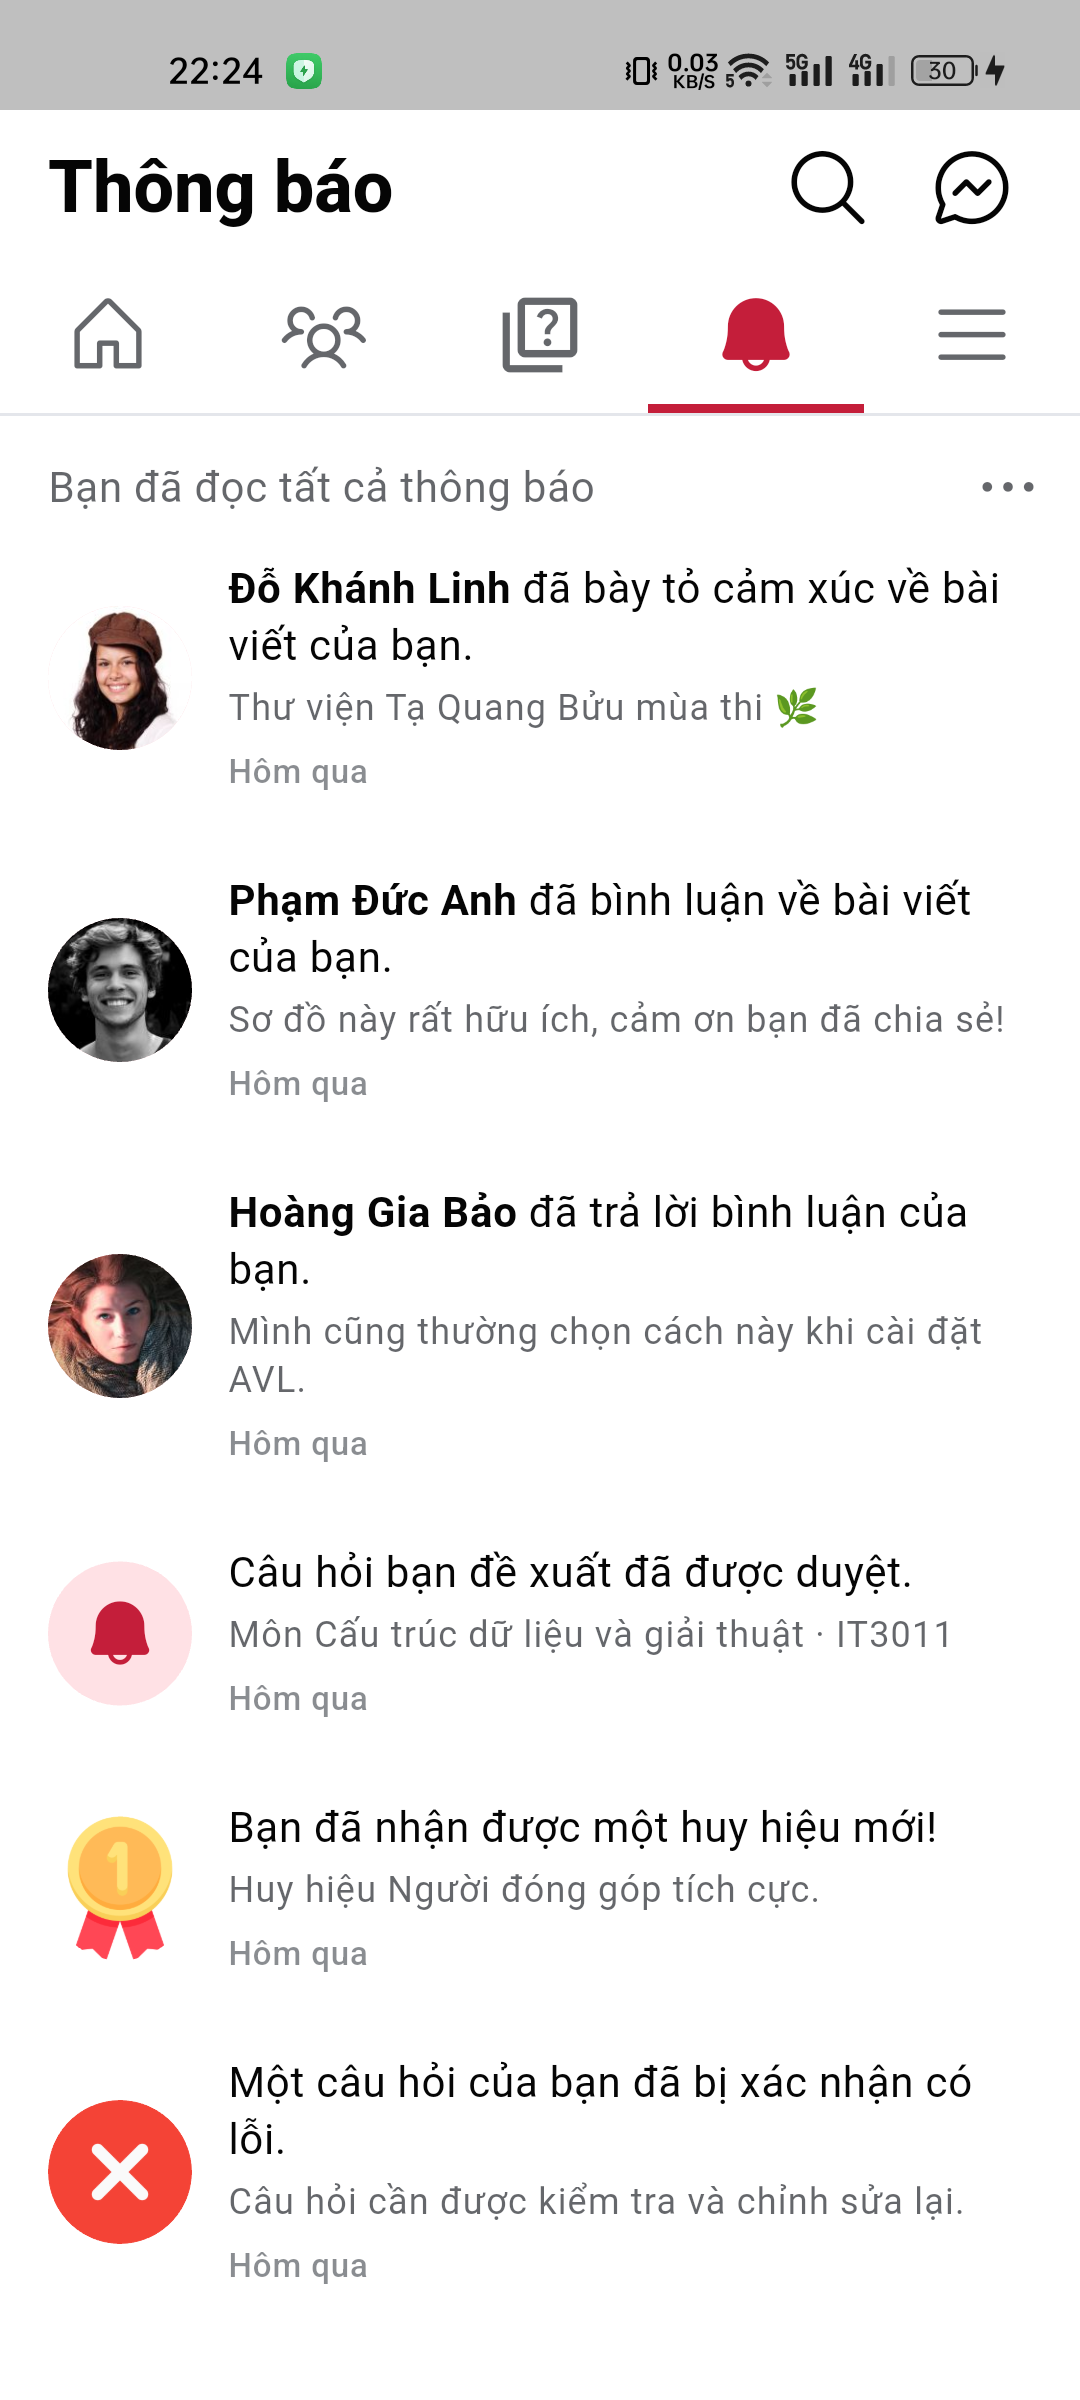 22:24
0.03
KB/S
5
5G
4G
30
Thông báo
?
Bạn đã đọc tất cả thông báo
Đỗ Khánh Linh đã bày tỏ cảm xúc về bài
viết của bạn.
Thư viện Tạ Quang Bửu mùa thi 🌿
Hôm qua
Phạm Đức Anh đã bình luận về bài viết
của bạn.
Sơ đồ này rất hữu ích, cảm ơn bạn đã chia sẻ!
Hôm qua
Hoàng Gia Bảo đã trả lời bình luận của
bạn.
Mình cũng thường chọn cách này khi cài đặt
AVL.
Hôm qua
Câu hỏi bạn đề xuất đã được duyệt.
Môn Cấu trúc dữ liệu và giải thuật · IT3011
Hôm qua
1
Bạn đã nhận được một huy hiệu mới!
Huy hiệu Người đóng góp tích cực.
Hôm qua
Một câu hỏi của bạn đã bị xác nhận có
lỗi.
Câu hỏi cần được kiểm tra và chỉnh sửa lại.
Hôm qua